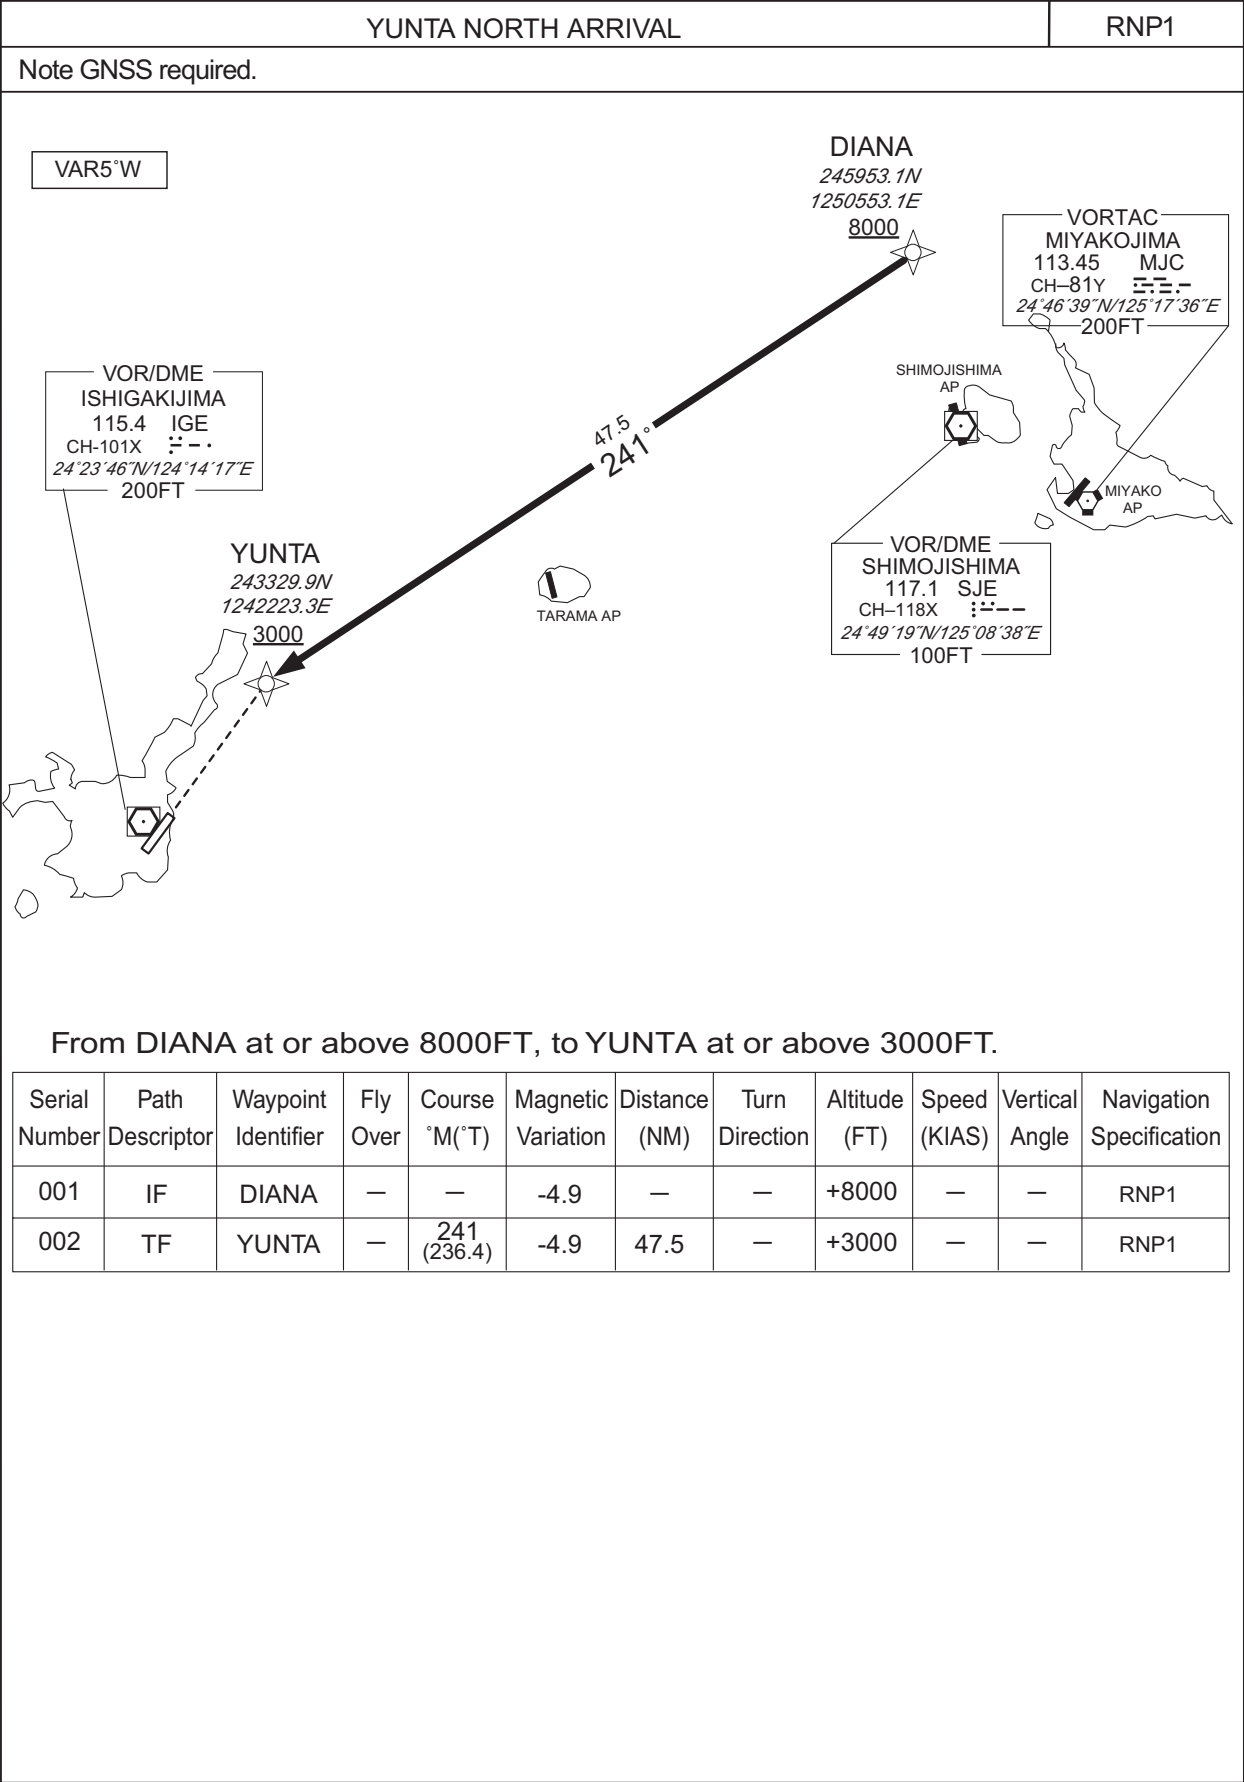 YUNTA NORTH ARRIVAL
RNP1
Note GNSS required.
VAR5˚W
DIANA
245953.1N
1250553.1E
8000
VORTAC
MIYAKOJIMA
113.45 MJC
CH–81Y
24˚46´39˝N/125˚17´36˝E
200FT
VOR/DME
ISHIGAKIJIMA
115.4 IGE
CH-101X
24˚23´46˝N/124˚14´17˝E
200FT
SHIMOJISHIMA
AP
47.5
241˚
MIYAKO
AP
YUNTA
243329.9N
1242223.3E
3000
TARAMA AP
VOR/DME
SHIMOJISHIMA
117.1 SJE
CH–118X
24˚49´19˝N/125˚08´38˝E
100FT
From DIANA at or above 8000FT, to YUNTA at or above 3000FT.
Serial Path Waypoint Fly Course Magnetic Distance Turn Altitude Speed Vertical Navigation
Number Descriptor Identifier Over ˚M(˚T) Variation (NM) Direction (FT) (KIAS) Angle Specification
001 IF DIANA — — -4.9 — — +8000 — — RNP1
002 TF YUNTA — 241 (236.4) -4.9 47.5 — +3000 — — RNP1